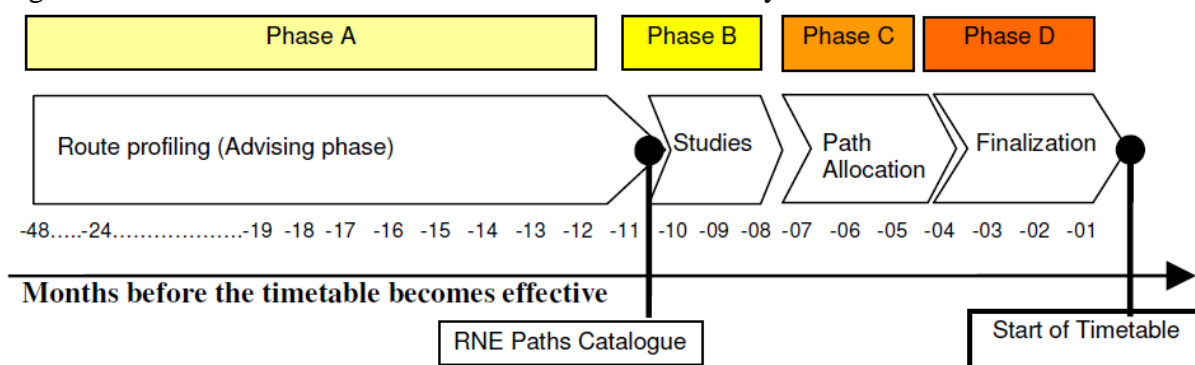 Phase A Phase B Phase C Phase D
Route profiling (Advising phase) Studies Path Allocation Finalization
-48.....-24...................-19 -18 -17 -16 -15 -14 -13 -12 -11 -10 -09 -08 -07 -06 -05 -04 -03 -02 -01
Months before the timetable becomes effective
RNE Paths Catalogue
Start of Timetable